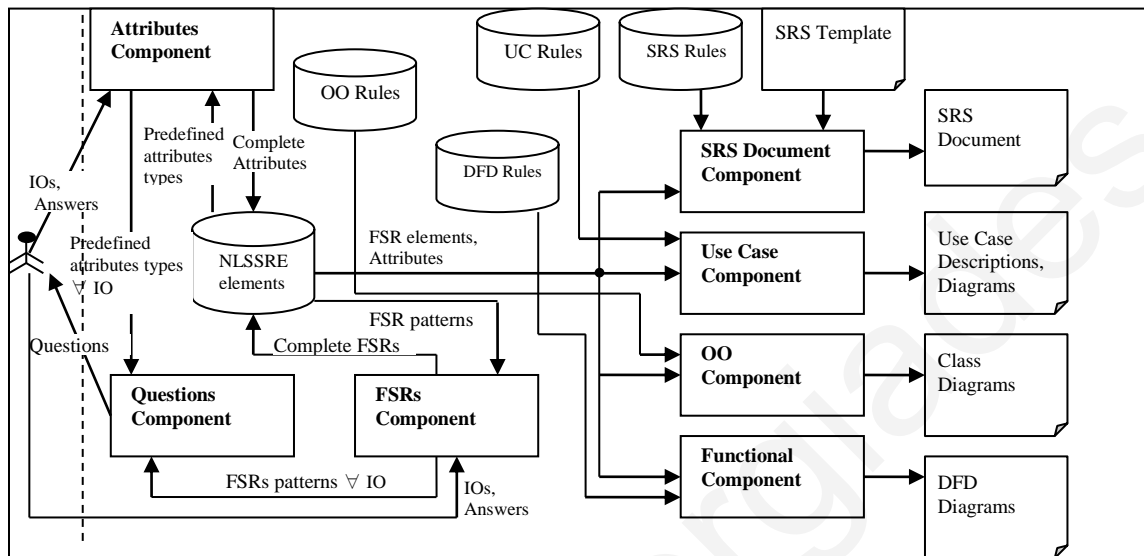 Attributes
Component
UC Rules
SRS Rules
SRS Template
OO Rules
Predefined
attributes
types
Complete
Attributes
SRS Document
Component
SRS
Document
DFD Rules
IOs,
Answers
Predefined
attributes types
∀ IO
NLSSRE
elements
FSR elements,
Attributes
Use Case
Component
Use Case
Descriptions,
Diagrams
FSR patterns
Questions
Complete FSRs
OO
Component
Class
Diagrams
Questions
Component
FSRs
Component
Functional
Component
FSRs patterns ∀ IO
IOs,
Answers
DFD
Diagrams